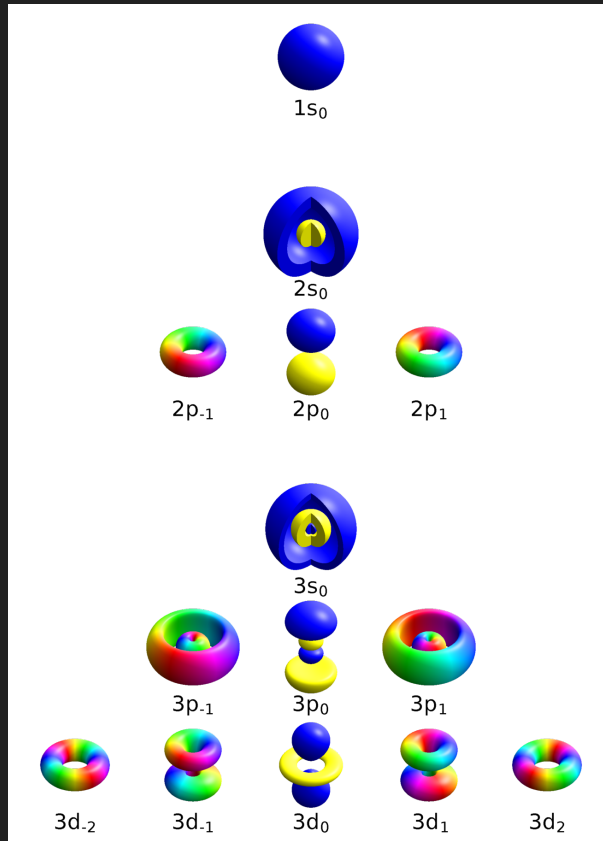 1s₀
2s₀
2p₋₁ 2p₀ 2p₁
3s₀
3p₋₁ 3p₀ 3p₁
3d₋₂ 3d₋₁ 3d₀ 3d₁ 3d₂